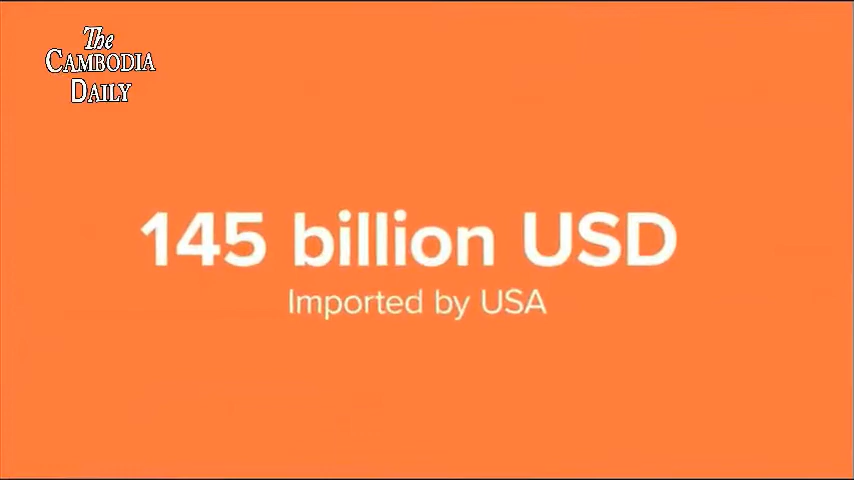 The
CAMBODIA
DAILY
145 billion USD
Imported by USA